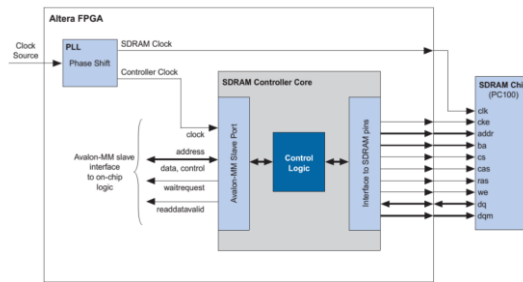 Altera FPGA
Clock
Source
PLL
Phase Shift
SDRAM Clock
Controller Clock
SDRAM Controller Core
clock
Avalon-MM slave
interface
to on-chip
logic
address
data, control
waitrequest
readdatavalid
Avalon-MM Slave Port
Control
Logic
Interface to SDRAM pins
SDRAM Chi
(PC100)
clk
cke
addr
ba
cs
cas
ras
we
dq
dqm